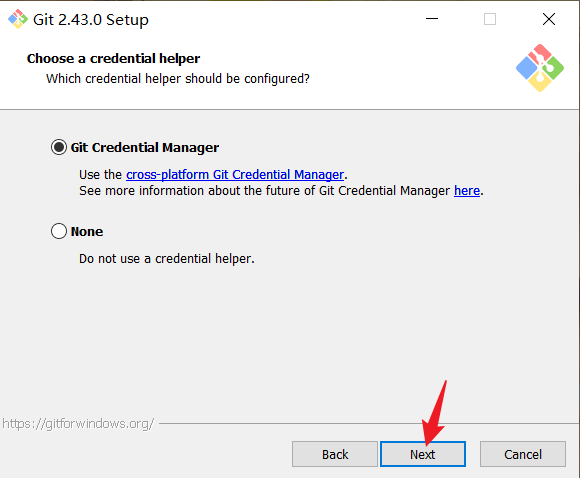 Git 2.43.0 Setup
Choose a credential helper
Which credential helper should be configured?
Git Credential Manager
Use the cross-platform Git Credential Manager.
See more information about the future of Git Credential Manager here.
None
Do not use a credential helper.
https://gitforwindows.org/
Back Next Cancel